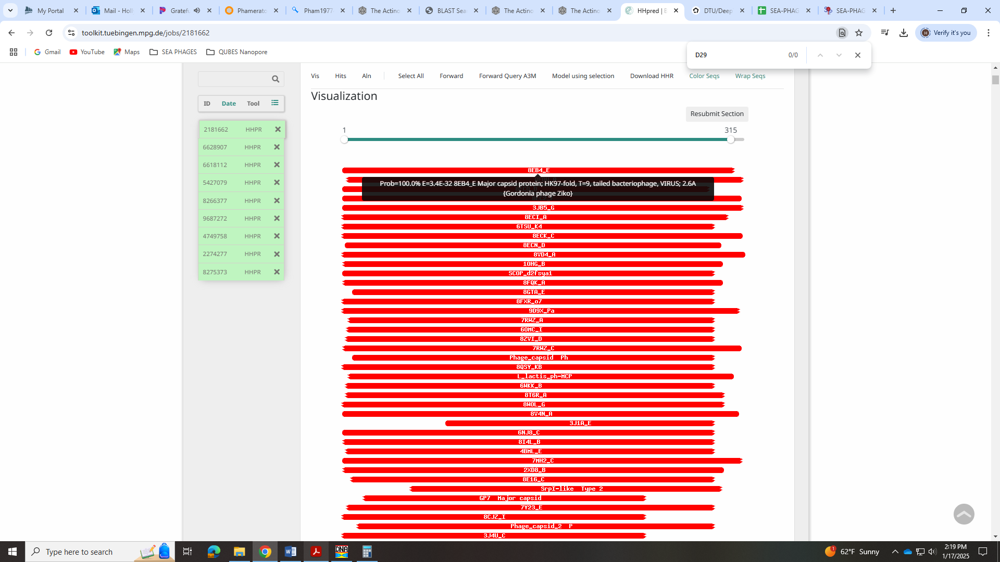 My Portal
Mail - Holl
Gratefu
Phamerato
Pham1977
The Actino
BLAST Sea
The Actino
The Actino
HHpred | B
DTU/Deep
SEA-PHAG
SEA-PHAG
toolkit.tuebingen.mpg.de/jobs/2181662
Verify it's you
Gmail
YouTube
Maps
SEA PHAGES
QUBES Nanopore
D29
0/0
Vis
Hits
Aln
Select All
Forward
Forward Query A3M
Model using selection
Download HHR
Color Seqs
Wrap Seqs
Visualization
ID
Date
Tool
Resubmit Section
1
315
2181662 HHPR
6628907 HHPR
6618112 HHPR
5427079 HHPR
8266377 HHPR
9687272 HHPR
4749758 HHPR
2274277 HHPR
8275373 HHPR
8EB4_E
Prob=100.0% E=3.4E-32 8EB4_E Major capsid protein; HK97-fold, T=9, tailed bacteriophage, VIRUS; 2.6A
{Gordonia phage Ziko}
3JB5_G
8ECI_A
6TSU_K4
8ECK_C
8ECN_D
8VD4_A
1OHG_B
SCOP_d2fsya1
8FQK_A
8GTA_E
8FXR_o7
9D9X_Pa
7RWZ_A
6OMC_I
8ZVI_D
7RWZ_C
Phage_capsid Ph
8QSY_KB
L_lactis_ph-MCP
6WKK_B
8T6R_A
8WOL_G
8V4N_A
3J1A_E
6NJ8_C
8I4L_B
4BML_E
7MH2_C
2XD8_B
8E16_C
SrpI-like Type 2
GP7 Major capsid
7Y23_E
8CJZ_I
Phage_capsid_2 P
3J4U_C
Type here to search
DNA
1
62°F Sunny
2:19 PM
1/17/2025